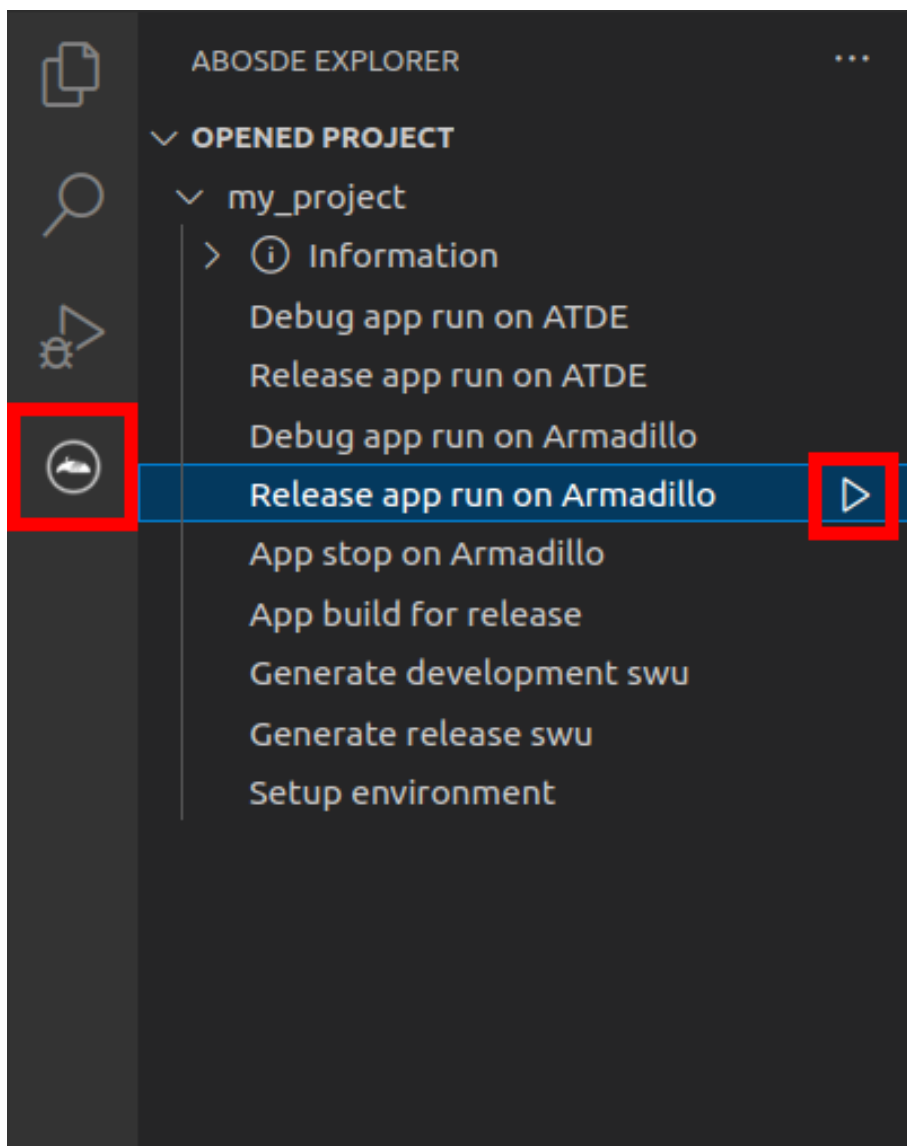 ABOSDE EXPLORER
OPENED PROJECT
my_project
Information
Debug app run on ATDE
Release app run on ATDE
Debug app run on Armadillo
Release app run on Armadillo
App stop on Armadillo
App build for release
Generate development swu
Generate release swu
Setup environment